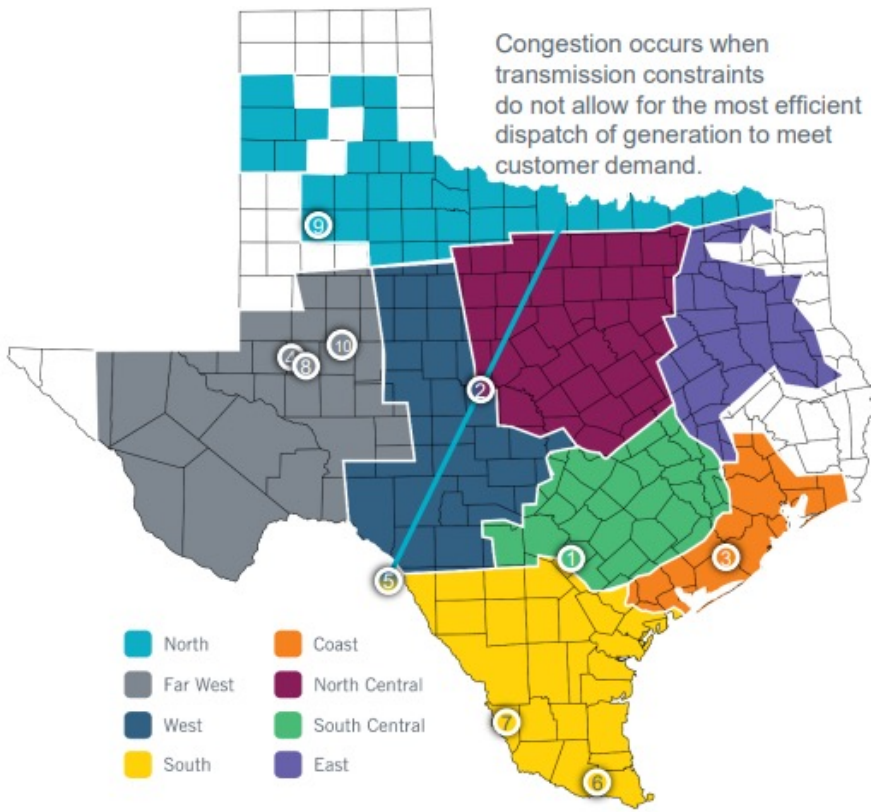 Congestion occurs when
transmission constraints
do not allow for the most efficient
dispatch of generation to meet
customer demand.
9
4
8
10
2
5
1
3
7
6
North
Coast
Far West
North Central
West
South Central
South
East